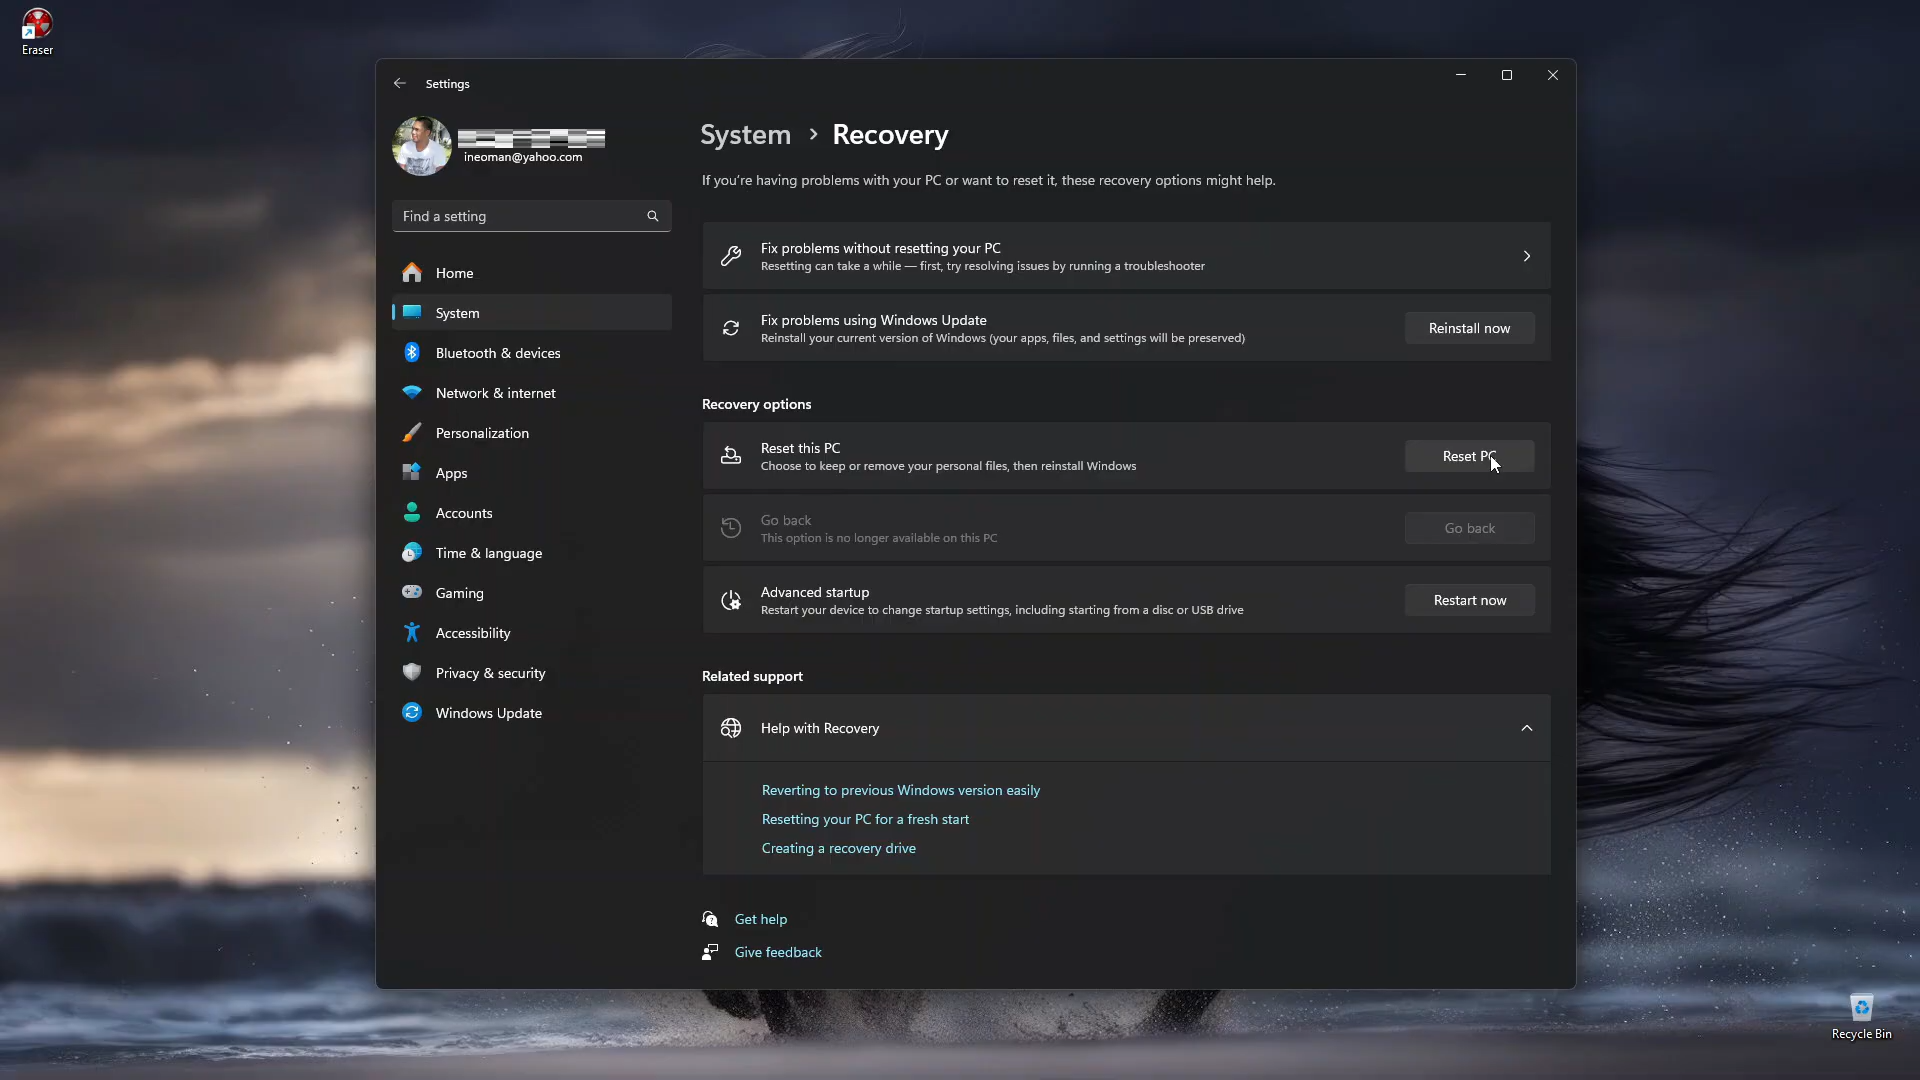 Eraser
Settings
ineoman@yahoo.com
Find a setting
Home
System
Bluetooth & devices
Network & internet
Personalization
Apps
Accounts
Time & language
Gaming
Accessibility
Privacy & security
Windows Update
System > Recovery
If you're having problems with your PC or want to reset it, these recovery options might help.
Fix problems without resetting your PC
Resetting can take a while — first, try resolving issues by running a troubleshooter
Fix problems using Windows Update
Reinstall your current version of Windows (your apps, files, and settings will be preserved)
Reinstall now
Recovery options
Reset this PC
Choose to keep or remove your personal files, then reinstall Windows
Reset PC
Go back
This option is no longer available on this PC
Go back
Advanced startup
Restart your device to change startup settings, including starting from a disc or USB drive
Restart now
Related support
Help with Recovery
Reverting to previous Windows version easily
Resetting your PC for a fresh start
Creating a recovery drive
Get help
Give feedback
Recycle Bin